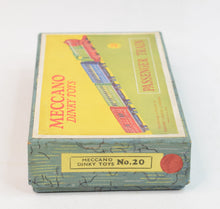 MECCANO
DINKY TOYS
PASSENGER TRAIN
MECCANO
DINKY TOYS No. 20